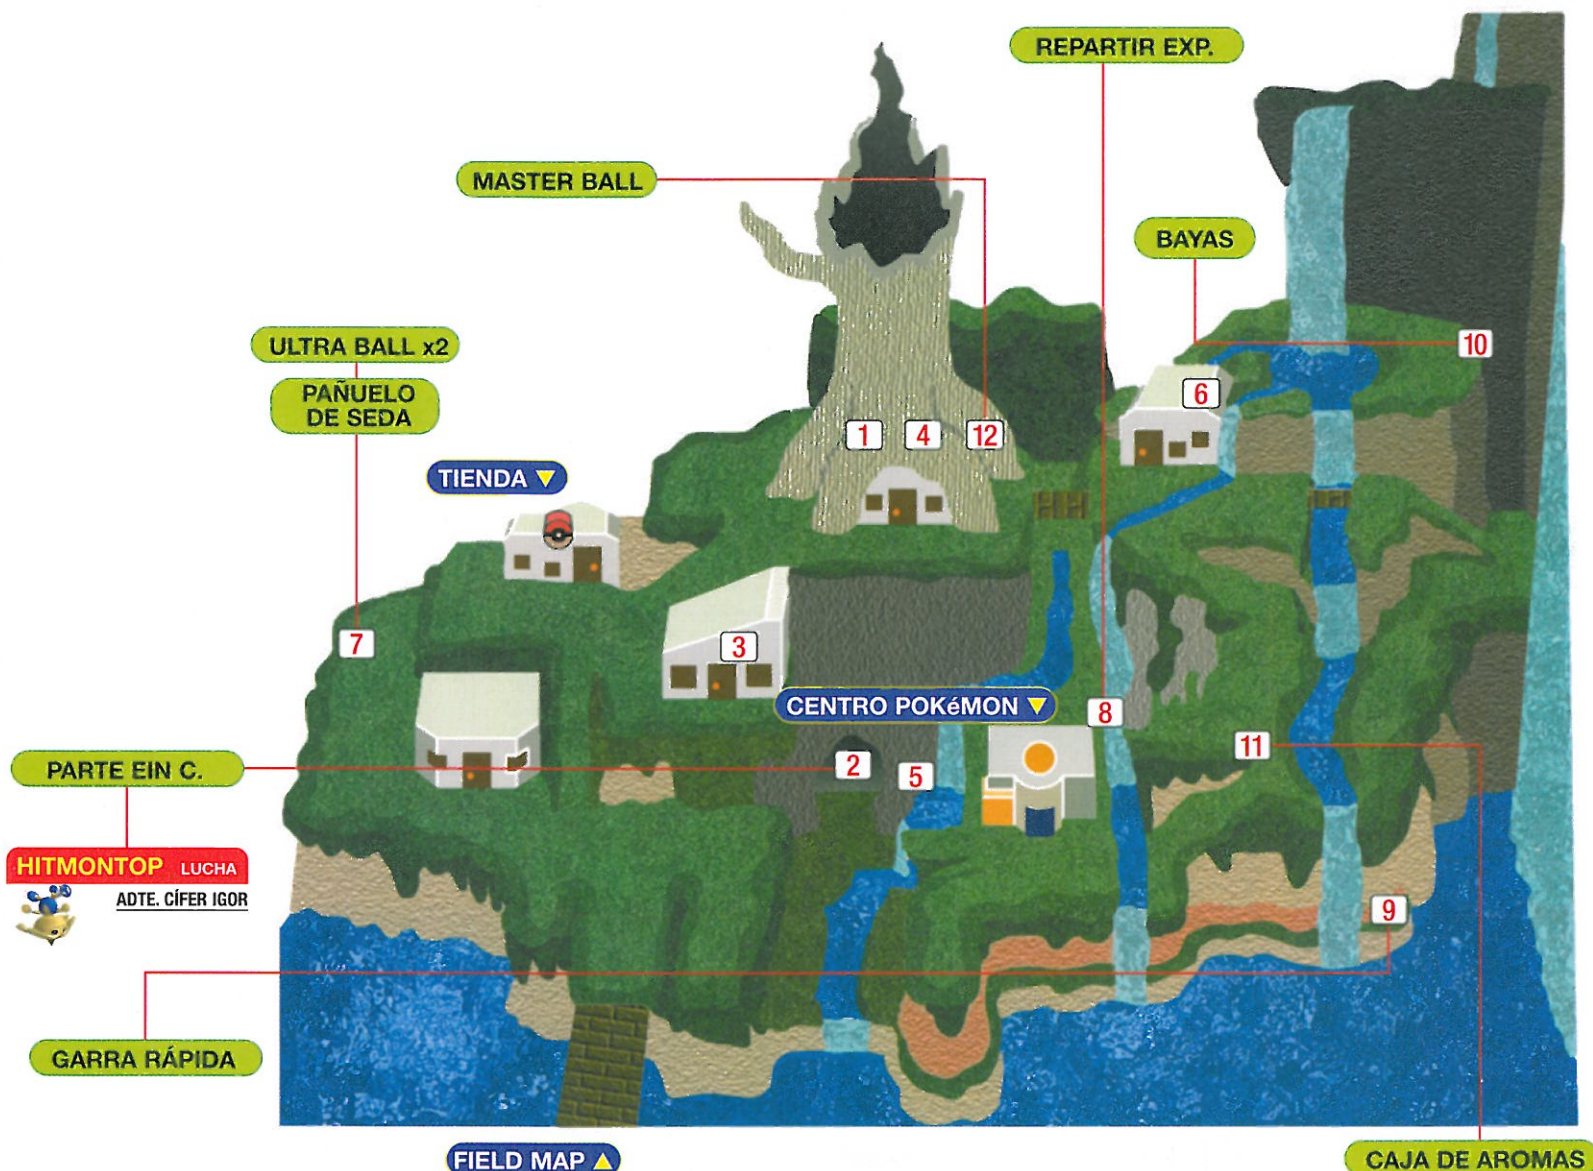 REPARTIR EXP.
MASTER BALL
BAYAS
ULTRA BALL x2
10
PAÑUELO
DE SEDA
6
1
4
12
TIENDA ▼
7
3
CENTRO POKéMON ▼
8
11
PARTE EIN C.
2
5
HITMONTOP LUCHA
ADTE. CÍFER IGOR
9
GARRA RÁPIDA
FIELD MAP ▲
CAJA DE AROMAS